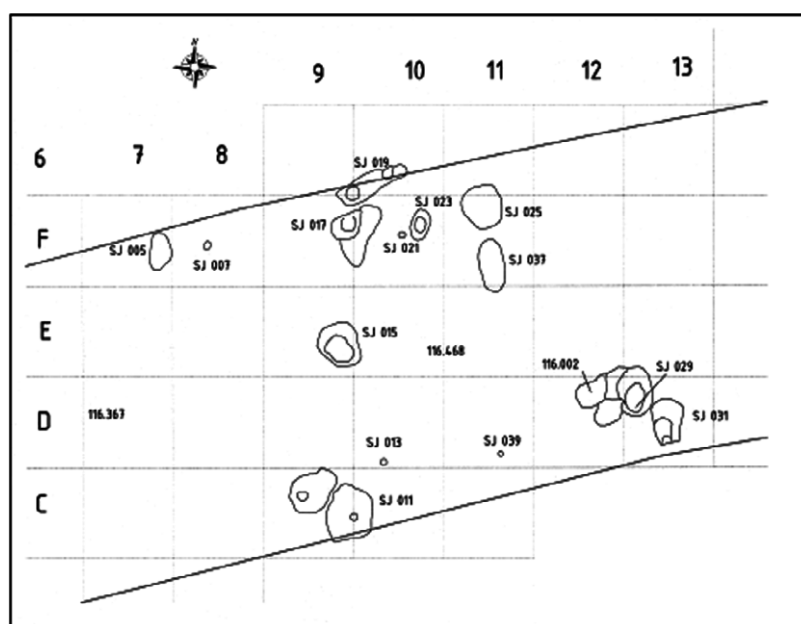 N
9 10 11 12 13
6 7 8
SJ 019
F
SJ 005
SJ 007
SJ 017
SJ 021
SJ 023
SJ 025
SJ 037
E
SJ 015
116.468
116.002
SJ 029
D
116.367
SJ 013
SJ 039
SJ 031
C
SJ 011